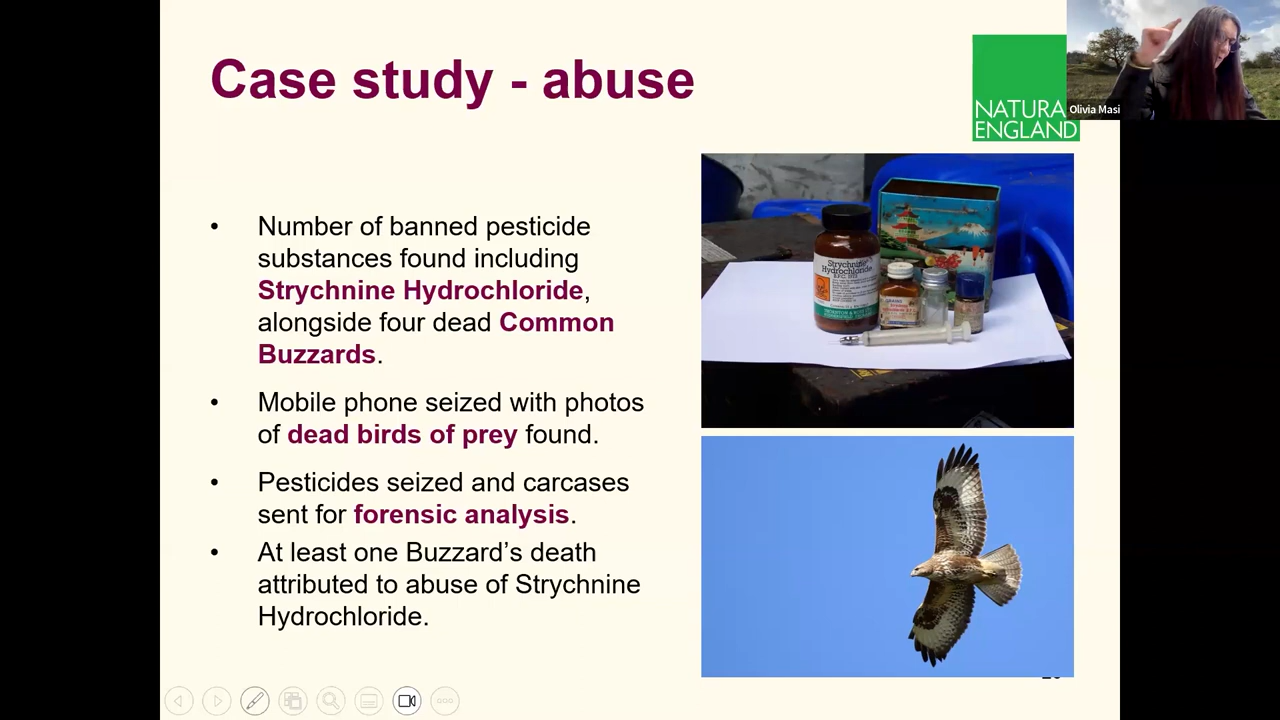 Case study - abuse
NATURA
ENGLAND
Olivia Masi
• Number of banned pesticide
substances found including
Strychnine Hydrochloride,
alongside four dead Common
Buzzards.
• Mobile phone seized with photos
of dead birds of prey found.
• Pesticides seized and carcases
sent for forensic analysis.
• At least one Buzzard’s death
attributed to abuse of Strychnine
Hydrochloride.
Strychnine
Hydrochloride